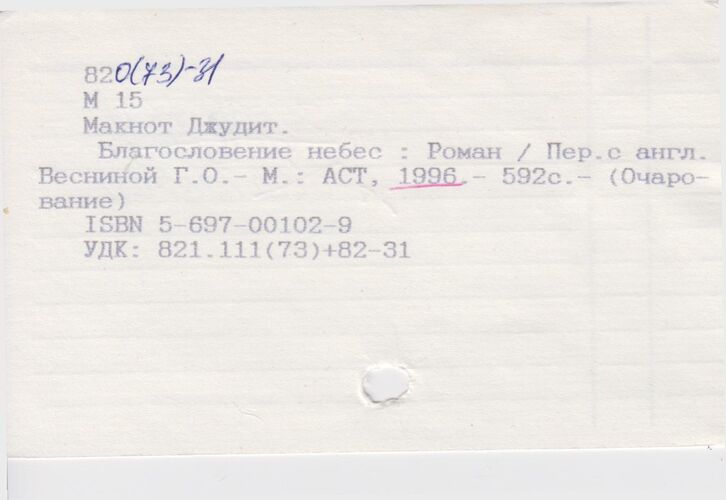 820(73)-31
М 15
Макнот Джудит.
Благословение небес : Роман / Пер.с англ.
Весниной Г.О.- М.: АСТ, 1996.- 592с.- (Очаро-
вание)
ISBN 5-697-00102-9
УДК: 821.111(73)+82-31